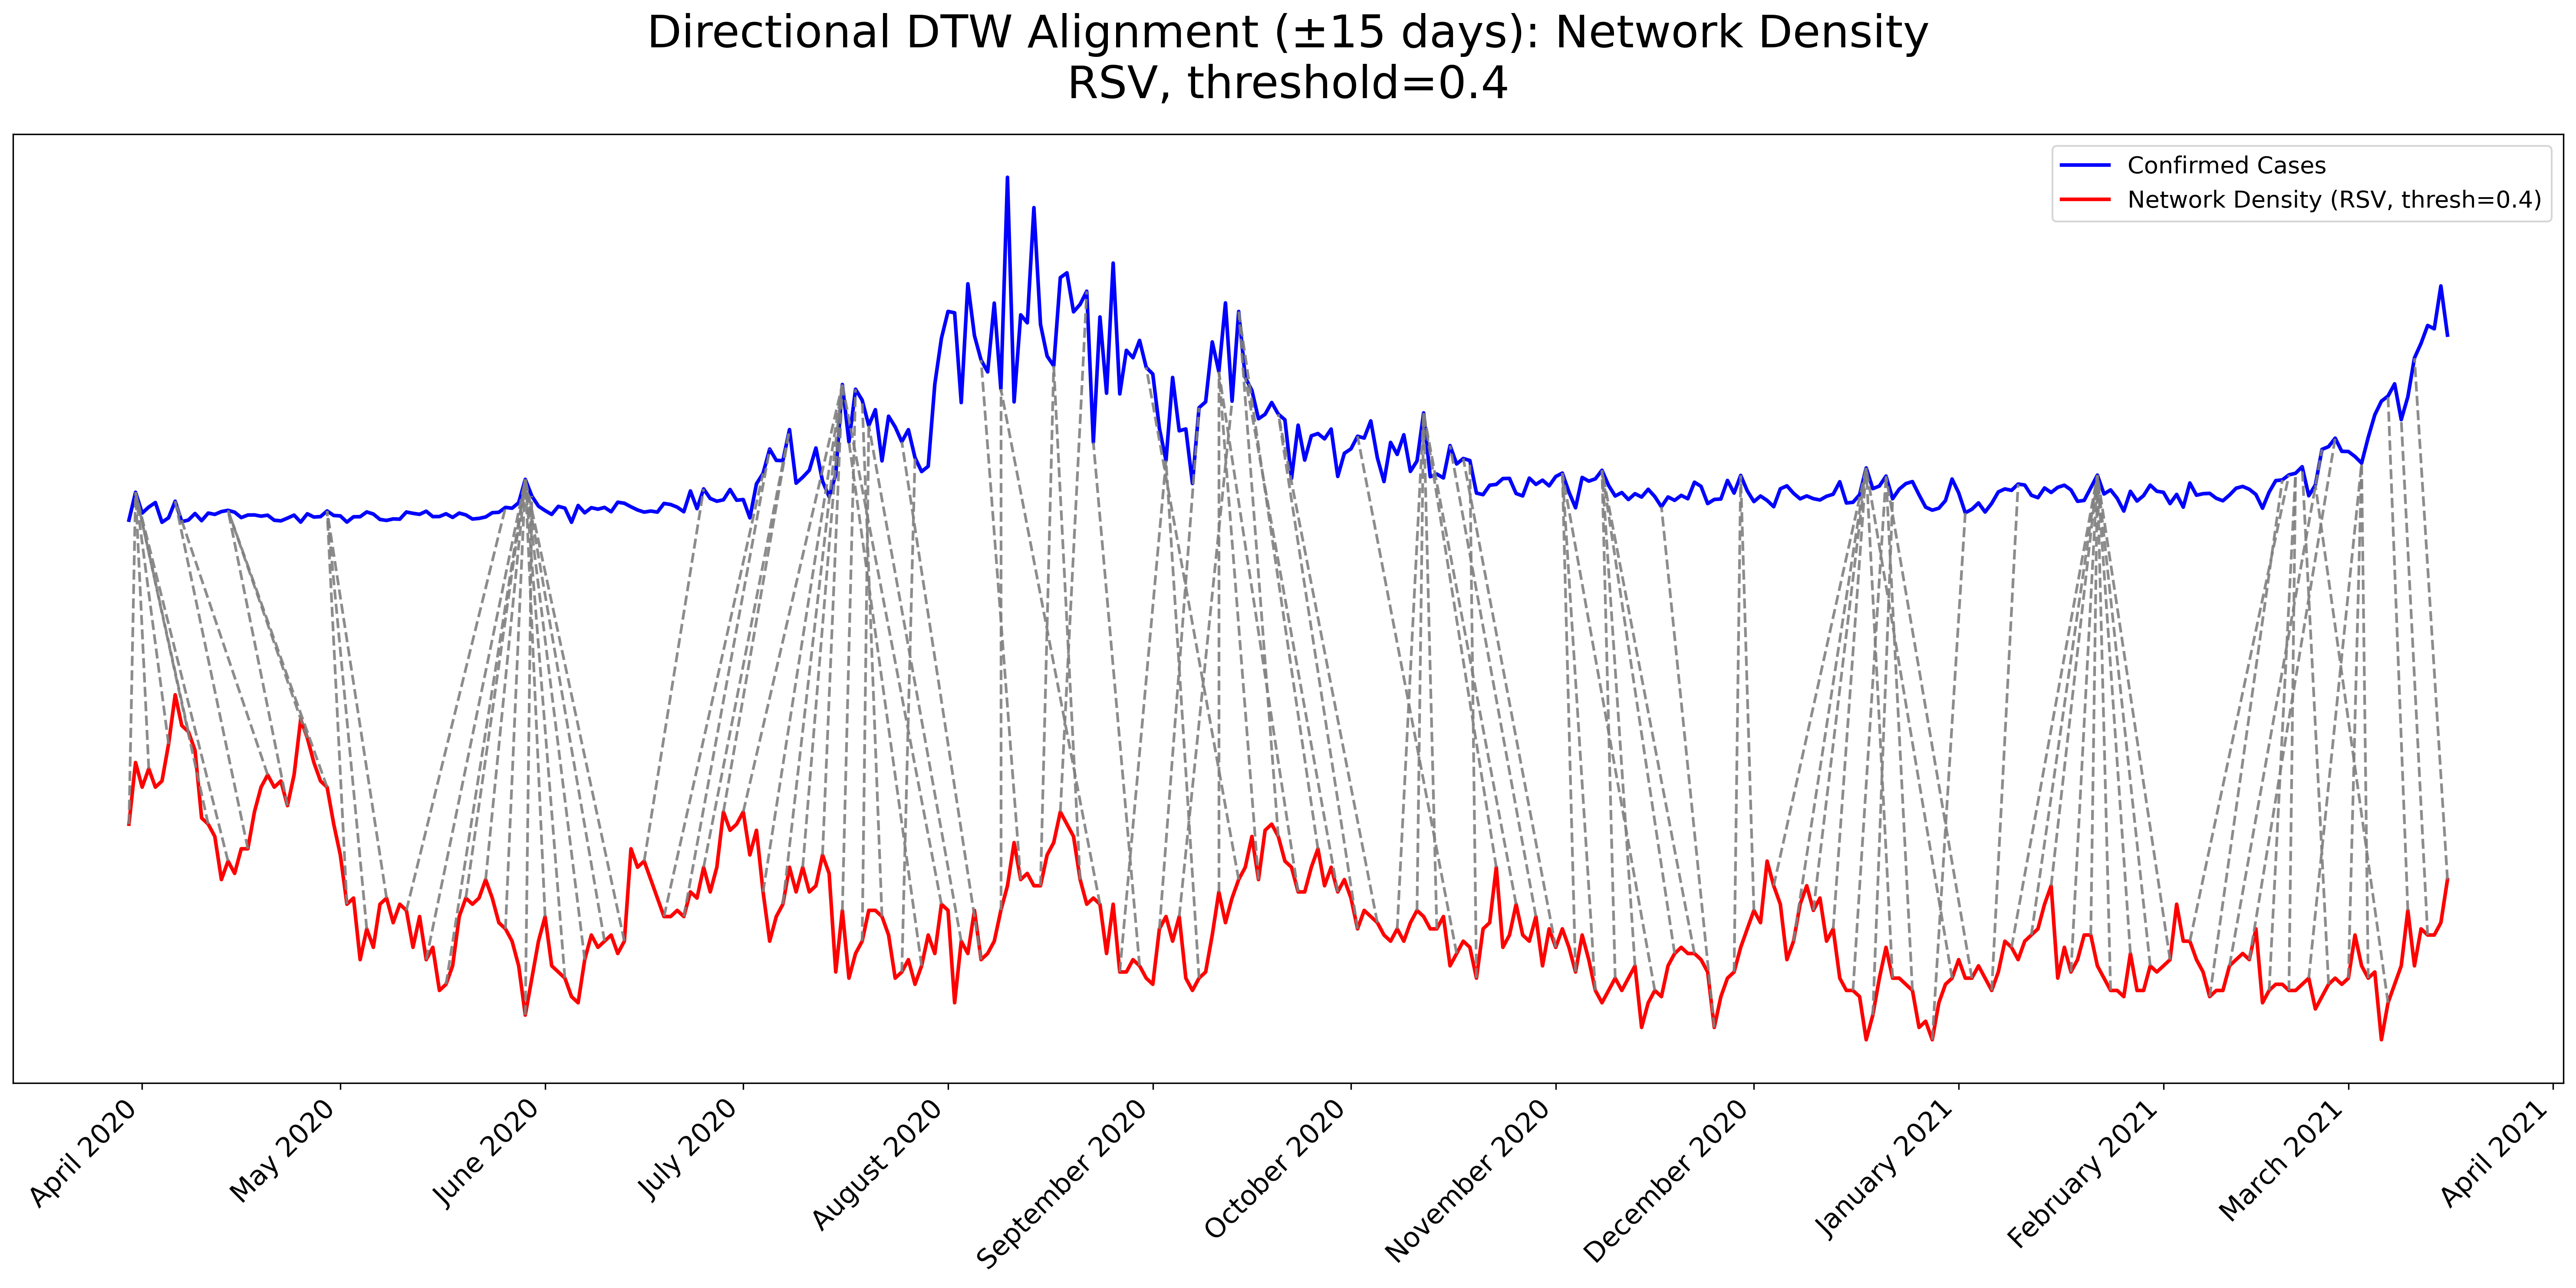 Directional DTW Alignment (±15 days): Network Density
RSV, threshold=0.4
Confirmed Cases
Network Density (RSV, thresh=0.4)
April 2020
May 2020
June 2020
July 2020
August 2020
September 2020
October 2020
November 2020
December 2020
January 2021
February 2021
March 2021
April 2021